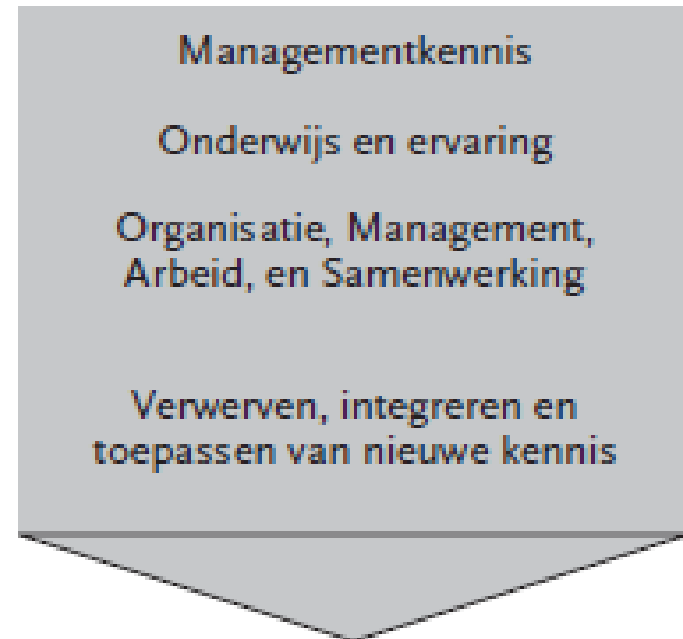 Managementkennis
Onderwijs en ervaring
Organisatie, Management,
Arbeid, en Samenwerking
Verwerven, integreren en
toepassen van nieuwe kennis